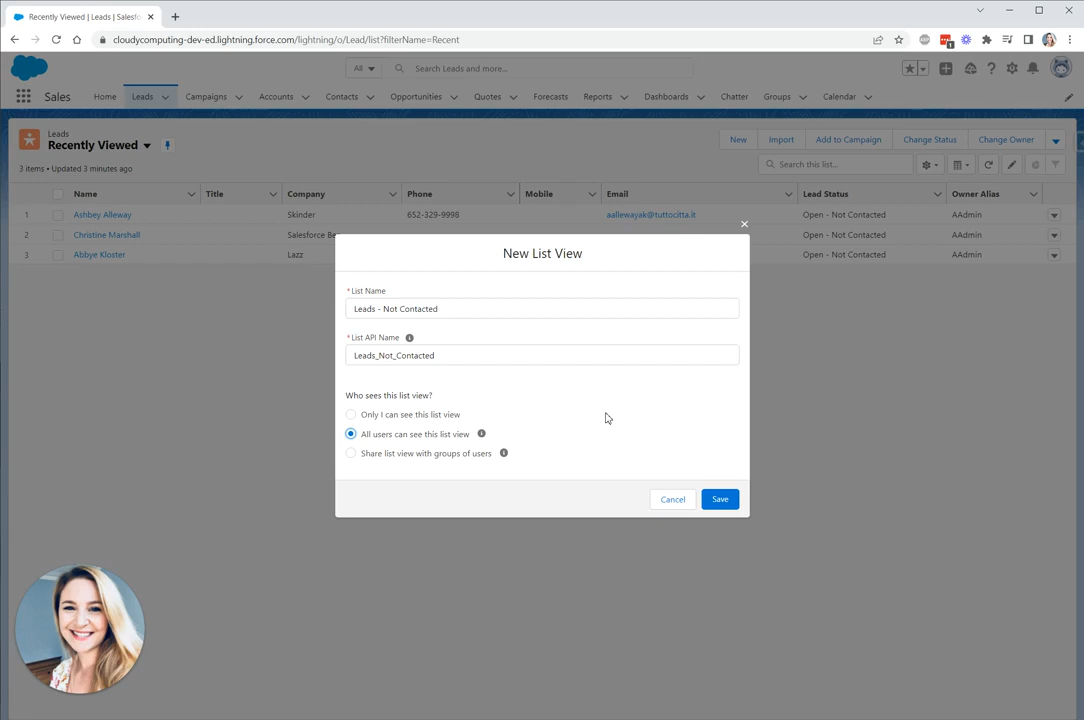 Recently Viewed | Leads | Salesfo
cloudycomputing-dev-ed.lightning.force.com/lightning/o/Lead/list?filterName=Recent
1
All
Search Leads and more...
Sales
Home
Leads
Campaigns
Accounts
Contacts
Opportunities
Quotes
Forecasts
Reports
Dashboards
Chatter
Groups
Calendar
Leads
Recently Viewed
New
Import
Add to Campaign
Change Status
Change Owner
3 items • Updated 3 minutes ago
Search this list...
Name Title Company Phone Mobile Email Lead Status Owner Alias
1 Ashbey Alleway Skinder 652-329-9998 aallewayak@tuttocitta.it Open - Not Contacted AAdmin
2 Christine Marshall Salesforce Be Open - Not Contacted AAdmin
3 Abbye Kloster Lazz Open - Not Contacted AAdmin
New List View
* List Name
Leads - Not Contacted
* List API Name
Leads_Not_Contacted
Who sees this list view?
Only I can see this list view
All users can see this list view
Share list view with groups of users
Cancel
Save